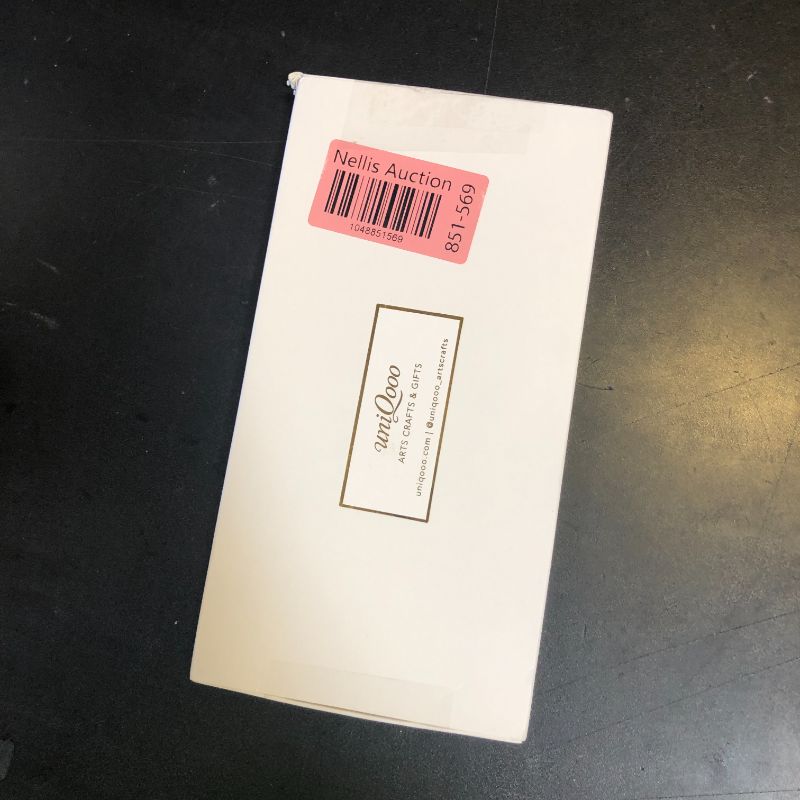 Nellis Auction
1048851569
851-569
uniQooo
ARTS CRAFTS & GIFTS
uniqooo.com | @uniqooo_artscrafts